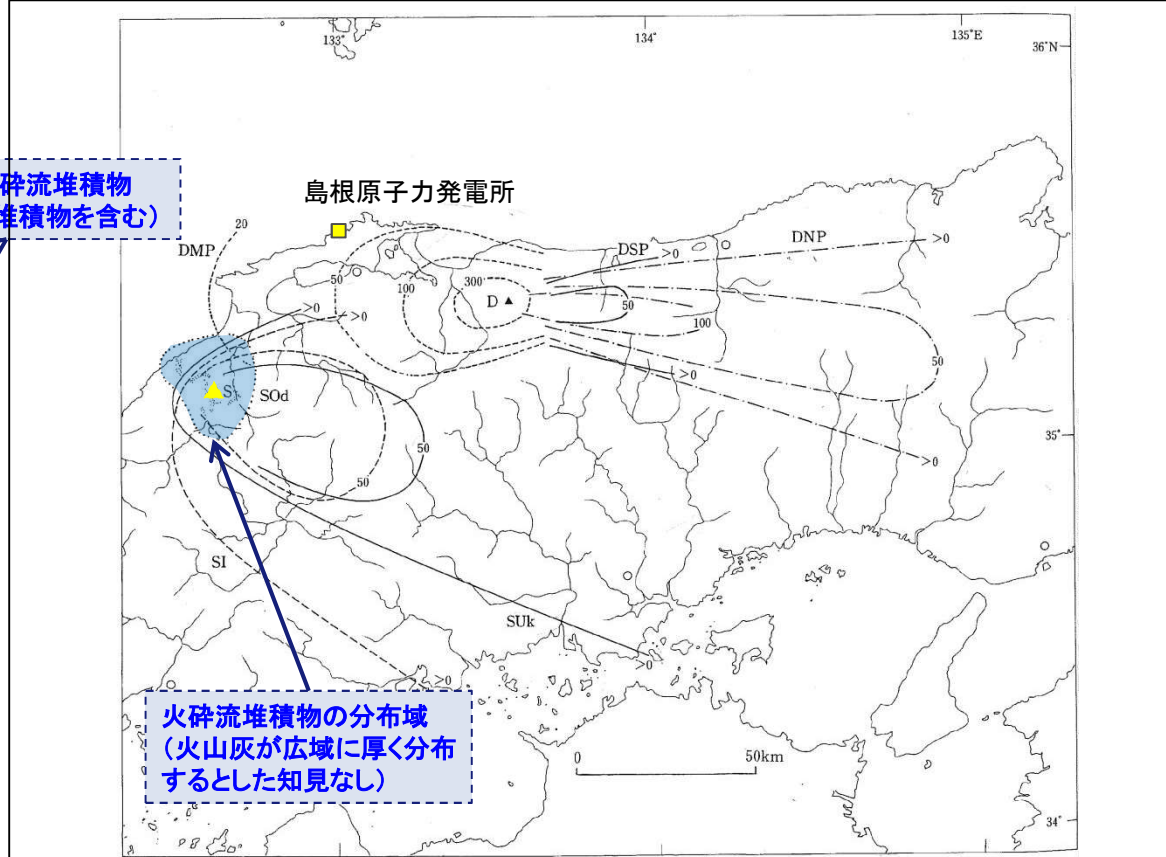 133°
134°
135°E
36°N
碎流堆積物
堆積物を含む）
島根原子力発電所
20
DMP
DSP
>0
DNP
>0
50
100
300
D
50
100
50
>0
>0
>0
S
SOd
50
50
35°
>0
SI
SUk
>0
>0
火砕流堆積物の分布域
（火山灰が広域に厚く分布
するとした知見なし）
0
50km
34°